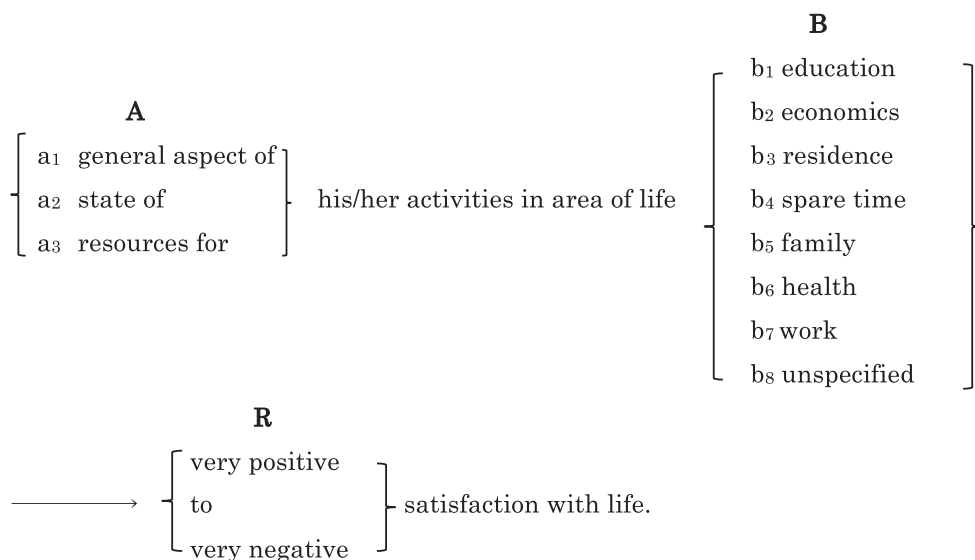 A
a1 general aspect of
a2 state of
a3 resources for
his/her activities in area of life
B
b1 education
b2 economics
b3 residence
b4 spare time
b5 family
b6 health
b7 work
b8 unspecified
R
very positive
to
very negative
satisfaction with life.